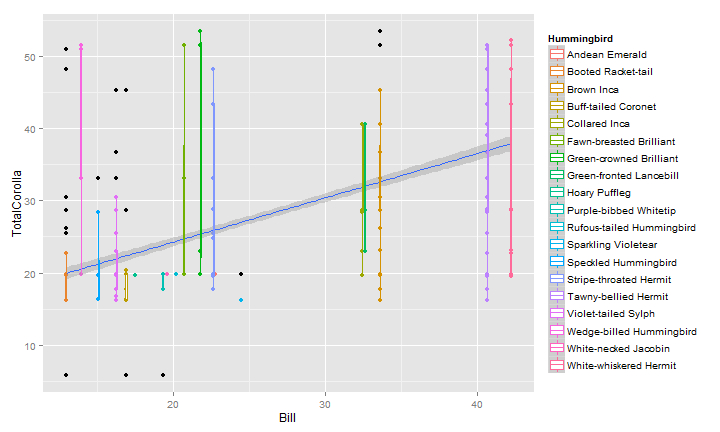 50
40
30
20
10
TotalCorolla
20
30
40
Bill
Hummingbird
Andean Emerald
Booted Racket-tail
Brown Inca
Buff-tailed Coronet
Collared Inca
Fawn-breasted Brilliant
Green-crowned Brilliant
Green-fronted Lancebill
Hoary Puffleg
Purple-bibbed Whitetip
Rufous-tailed Hummingbird
Sparkling Violetear
Speckled Hummingbird
Stripe-throated Hermit
Tawny-bellied Hermit
Violet-tailed Sylph
Wedge-billed Hummingbird
White-necked Jacobin
White-whiskered Hermit